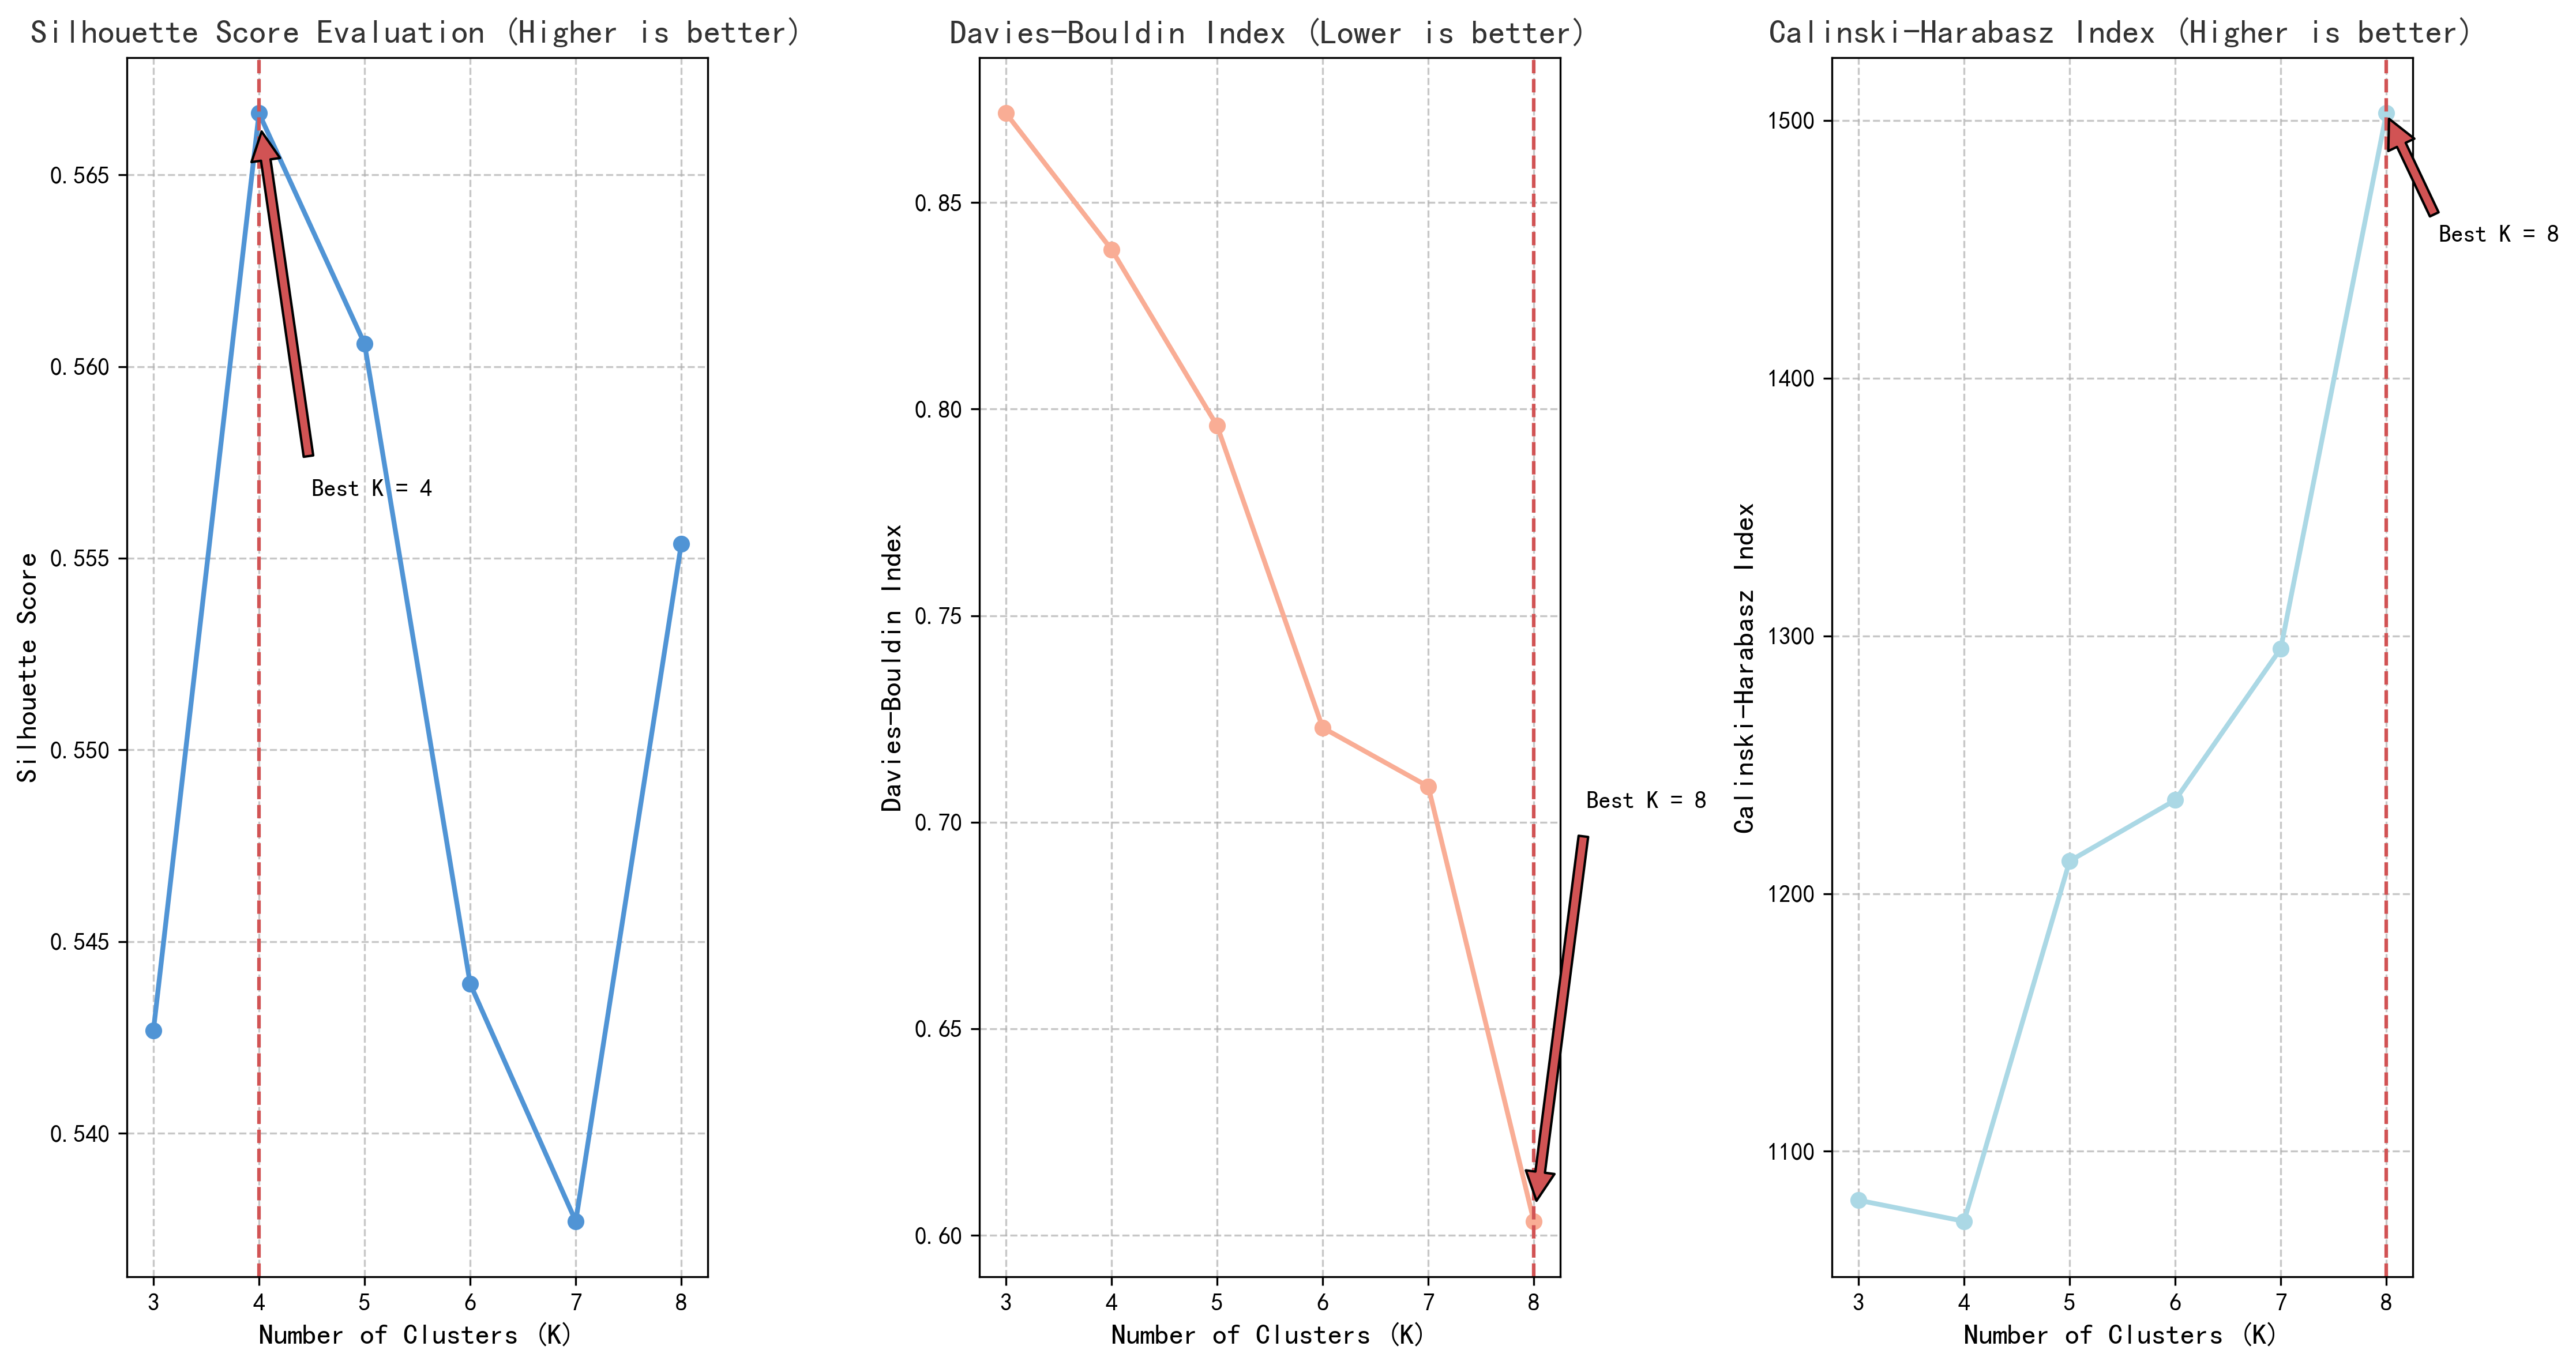 Silhouette Score Evaluation (Higher is better)
Silhouette Score
0.565
0.560
0.555
0.550
0.545
0.540
Best K = 4
3 4 5 6 7 8
Number of Clusters (K)
Davies-Bouldin Index (Lower is better)
Davies-Bouldin Index
0.85
0.80
0.75
0.70
0.65
0.60
Best K = 8
3 4 5 6 7 8
Number of Clusters (K)
Calinski-Harabasz Index (Higher is better)
Calinski-Harabasz Index
1500
1400
1300
1200
1100
Best K = 8
3 4 5 6 7 8
Number of Clusters (K)